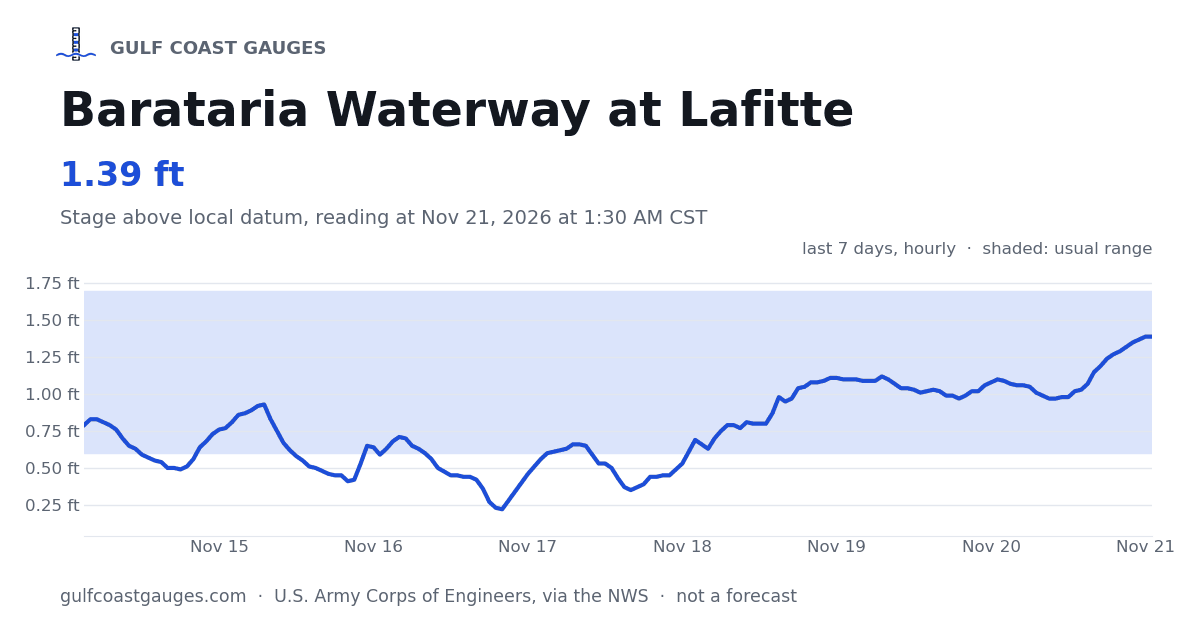 GULF COAST GAUGES
Barataria Waterway at Lafitte
1.39 ft
Stage above local datum, reading at Nov 21, 2026 at 1:30 AM CST
last 7 days, hourly · shaded: usual range
1.75 ft
1.50 ft
1.25 ft
1.00 ft
0.75 ft
0.50 ft
0.25 ft
Nov 15 Nov 16 Nov 17 Nov 18 Nov 19 Nov 20 Nov 21
gulfcoastgauges.com · U.S. Army Corps of Engineers, via the NWS · not a forecast